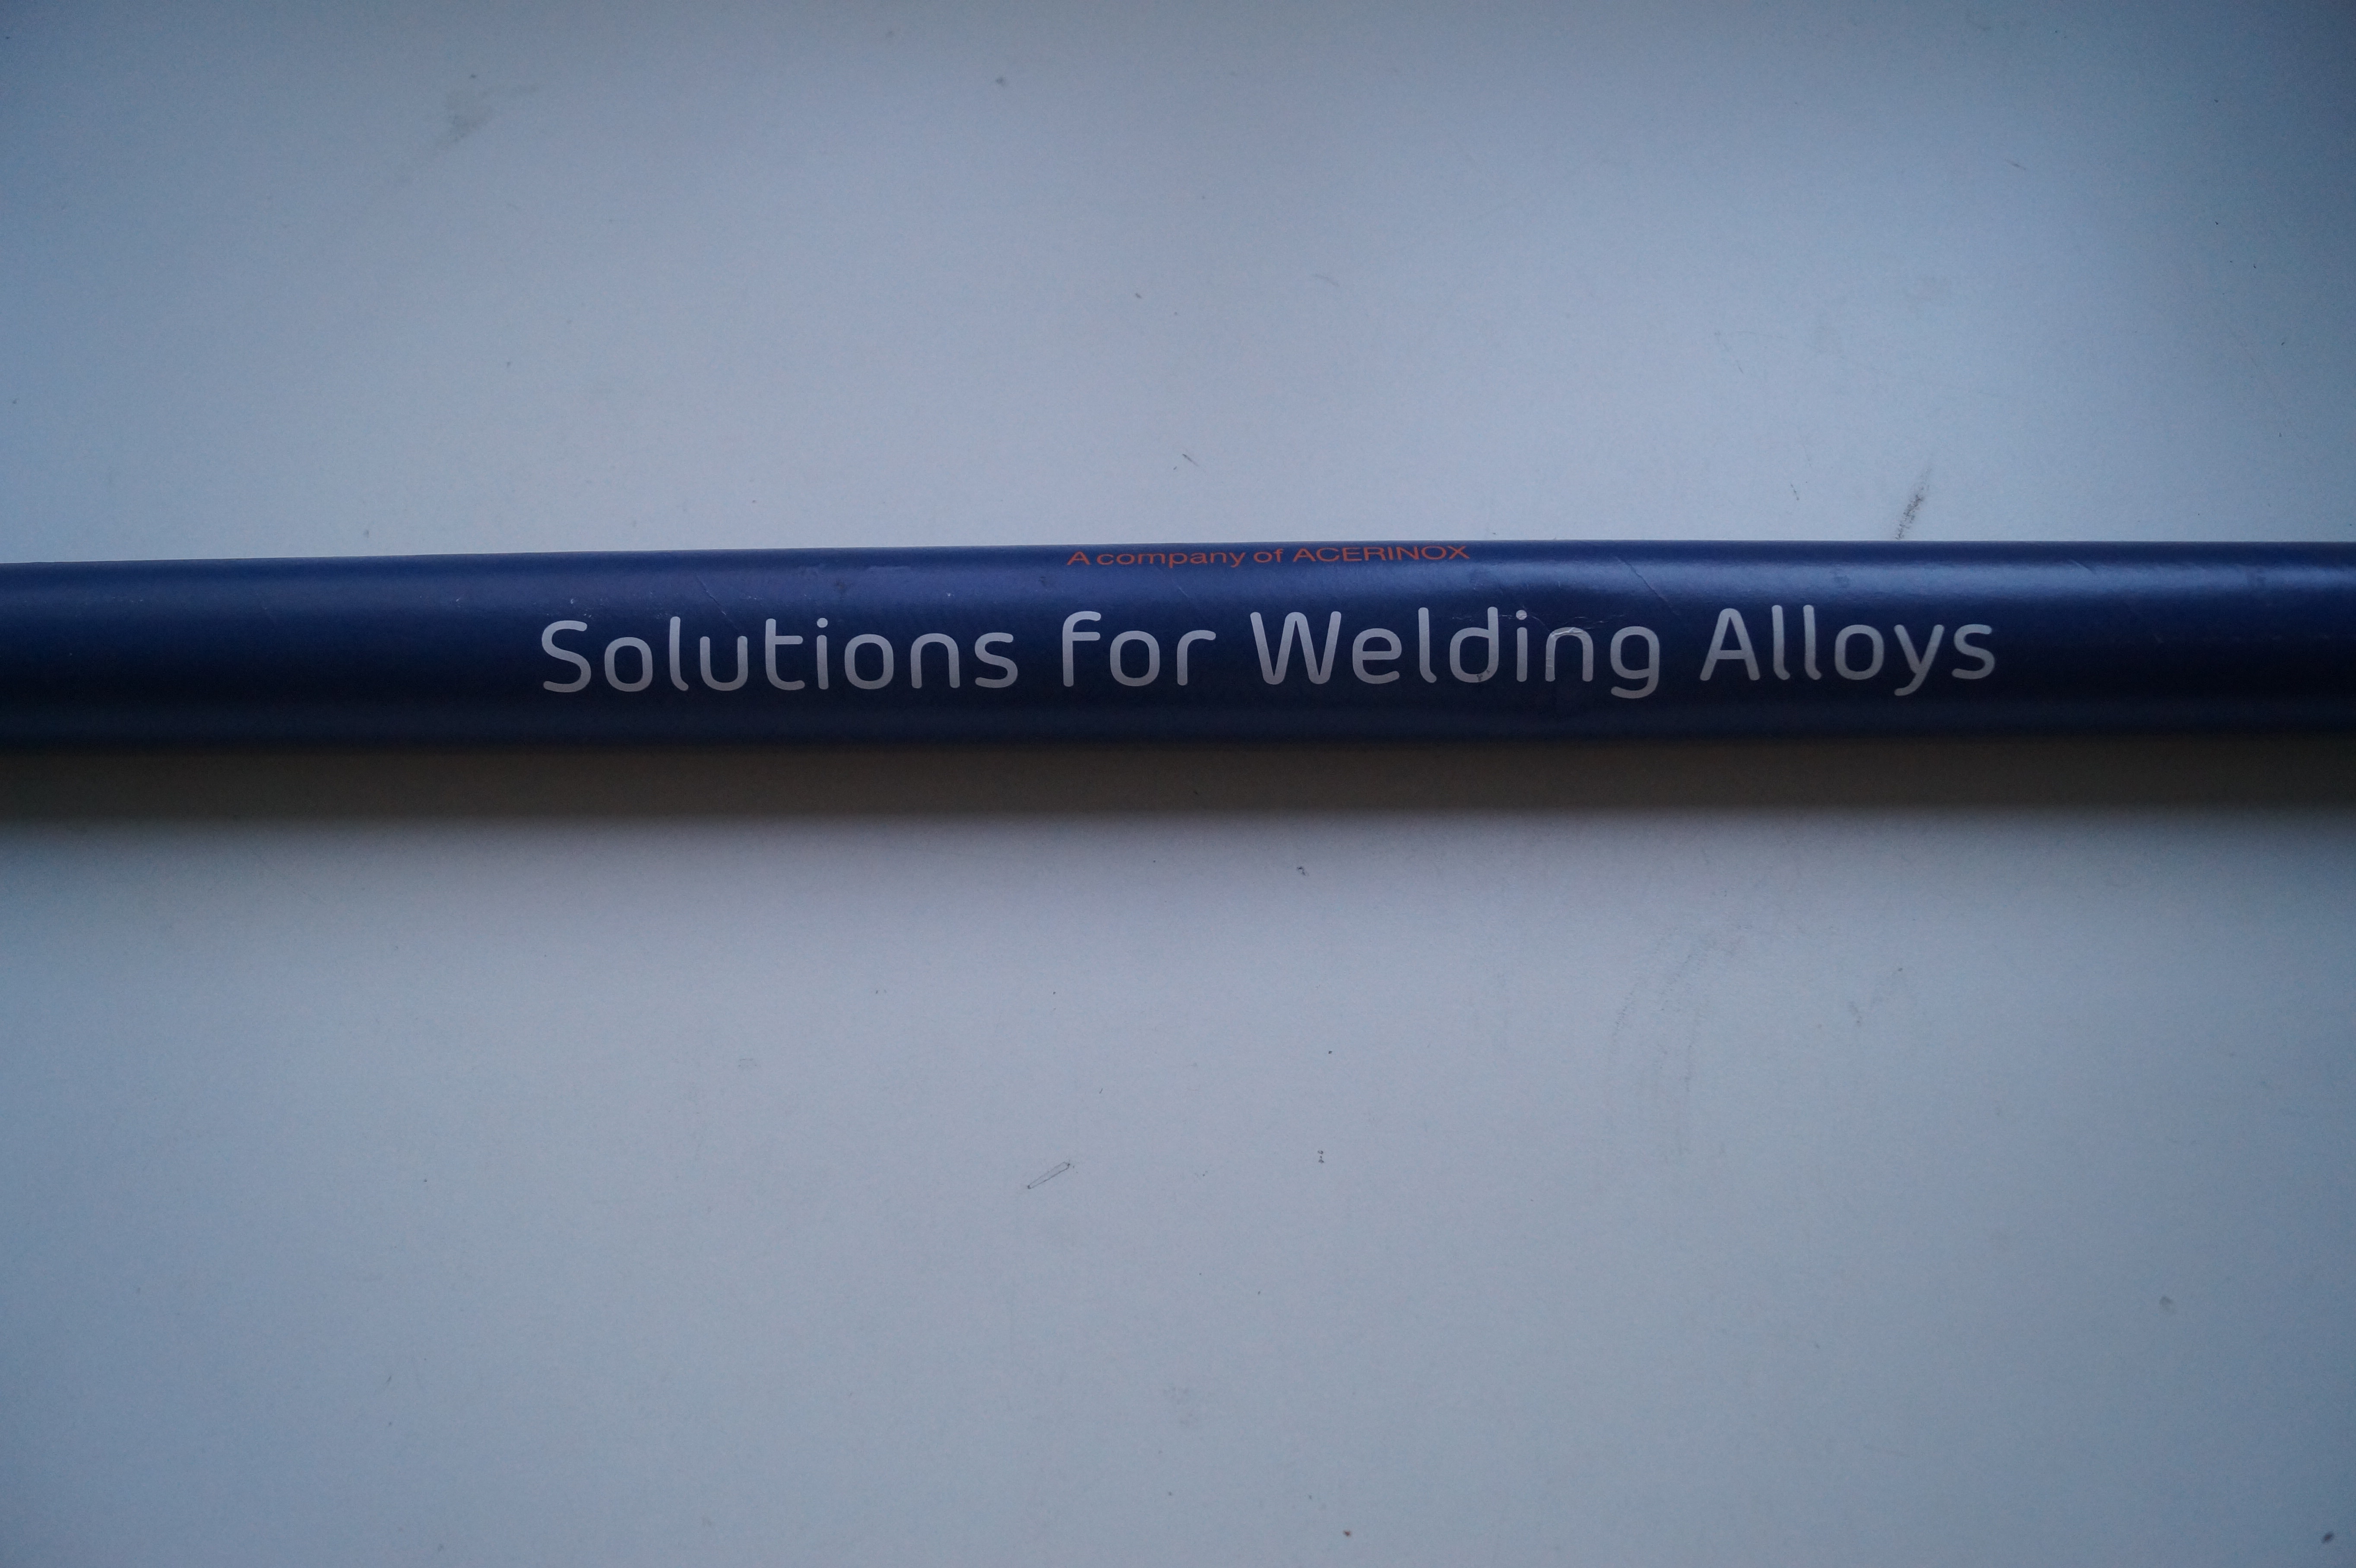 A company of ACERINOX
Solutions for Welding Alloys